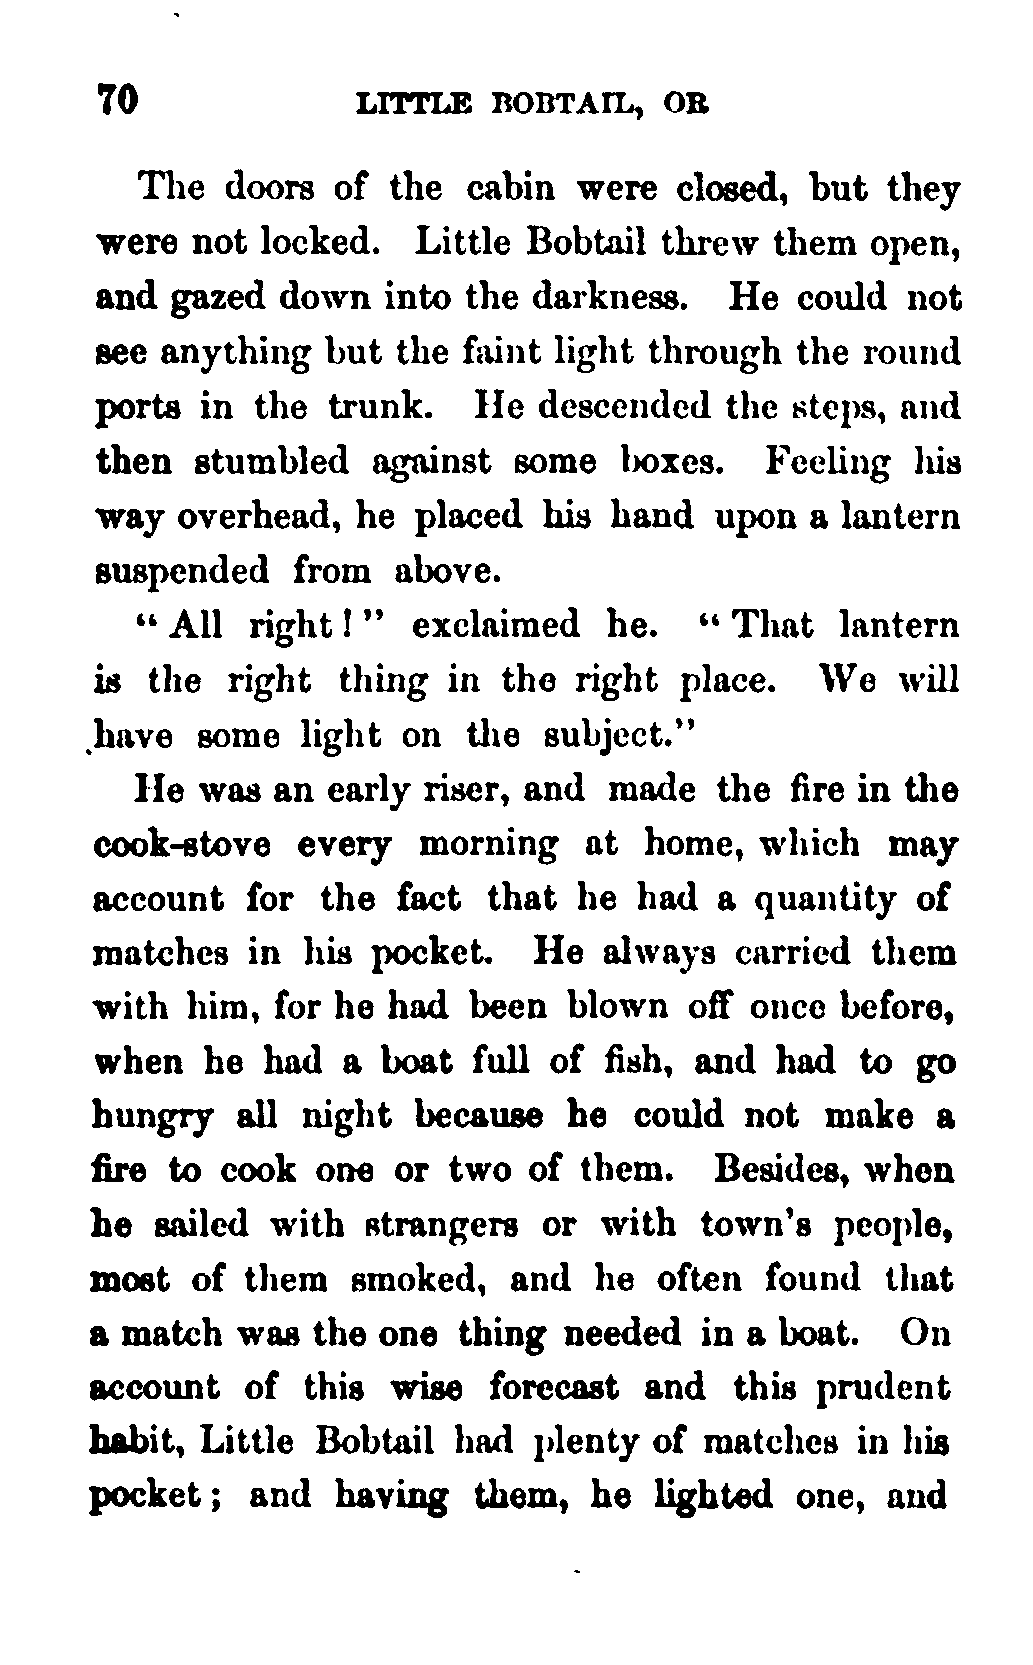 70 LITTLE BOBTAIL, OR
The doors of the cabin were closed, but they
were not locked. Little Bobtail threw them open,
and gazed down into the darkness. He could not
see anything but the faint light through the round
ports in the trunk. He descended the steps, and
then stumbled against some boxes. Feeling his
way overhead, he placed his hand upon a lantern
suspended from above.
“All right!” exclaimed he. “That lantern
is the right thing in the right place. We will
have some light on the subject.”
He was an early riser, and made the fire in the
cook-stove every morning at home, which may
account for the fact that he had a quantity of
matches in his pocket. He always carried them
with him, for he had been blown off once before,
when he had a boat full of fish, and had to go
hungry all night because he could not make a
fire to cook one or two of them. Besides, when
he sailed with strangers or with town's people,
most of them smoked, and he often found that
a match was the one thing needed in a boat. On
account of this wise forecast and this prudent
habit, Little Bobtail had plenty of matches in his
pocket; and having them, he lighted one, and